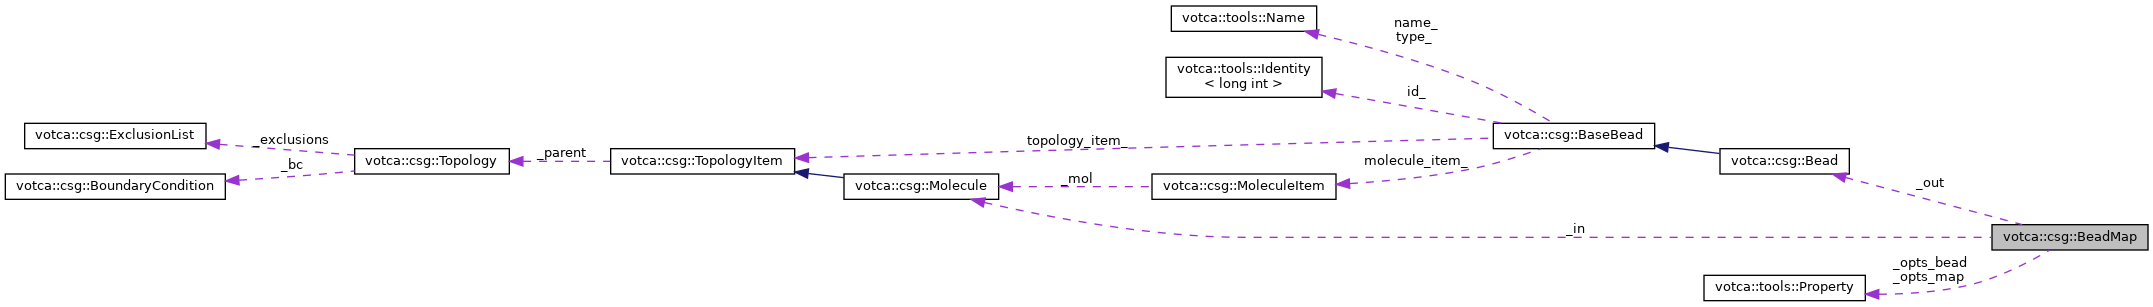 votca::tools::Name
name_
type_
votca::tools::Identity
< long int >
id_
votca::csg::ExclusionList
_exclusions
votca::csg::BaseBead
topology_item_
_parent
votca::csg::Topology
votca::csg::TopologyItem
molecule_item_
votca::csg::Bead
_bc
votca::csg::BoundaryCondition
votca::csg::Molecule
_mol
votca::csg::MoleculeItem
_out
_in
votca::csg::BeadMap
_opts_bead
_opts_map
votca::tools::Property